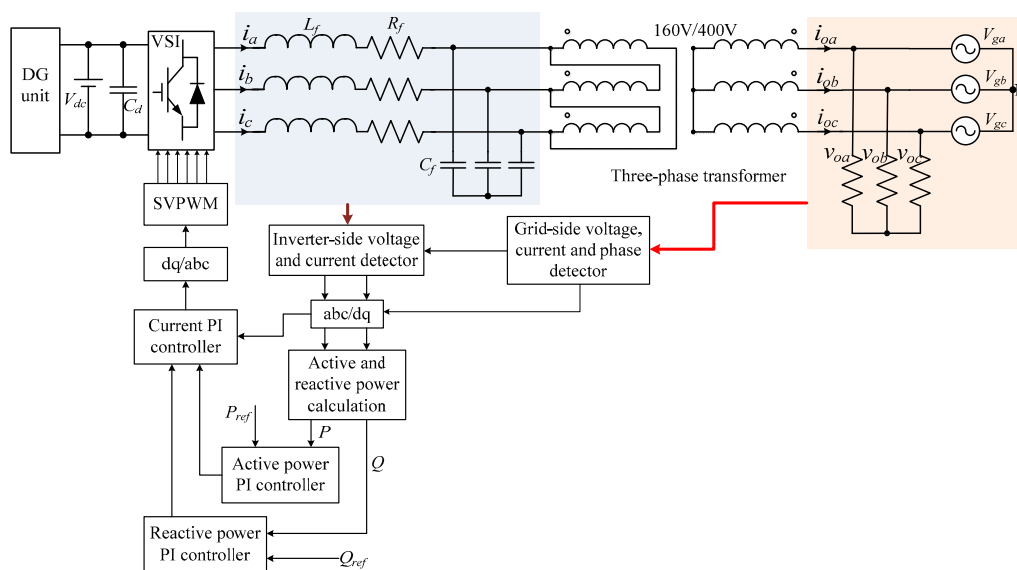 DG
unit
V_dc
C_d
VSI
i_a
i_b
i_c
L_f
R_f
C_f
160V/400V
Three-phase transformer
i_oa
i_ob
i_oc
v_oa
v_ob
v_oc
V_ga
V_gb
V_gc
SVPWM
dq/abc
Current PI
controller
Inverter-side voltage
and current detector
Grid-side voltage,
current and phase
detector
abc/dq
Active and
reactive power
calculation
P_ref
P
Q
Active power
PI controller
Reactive power
PI controller
Q_ref